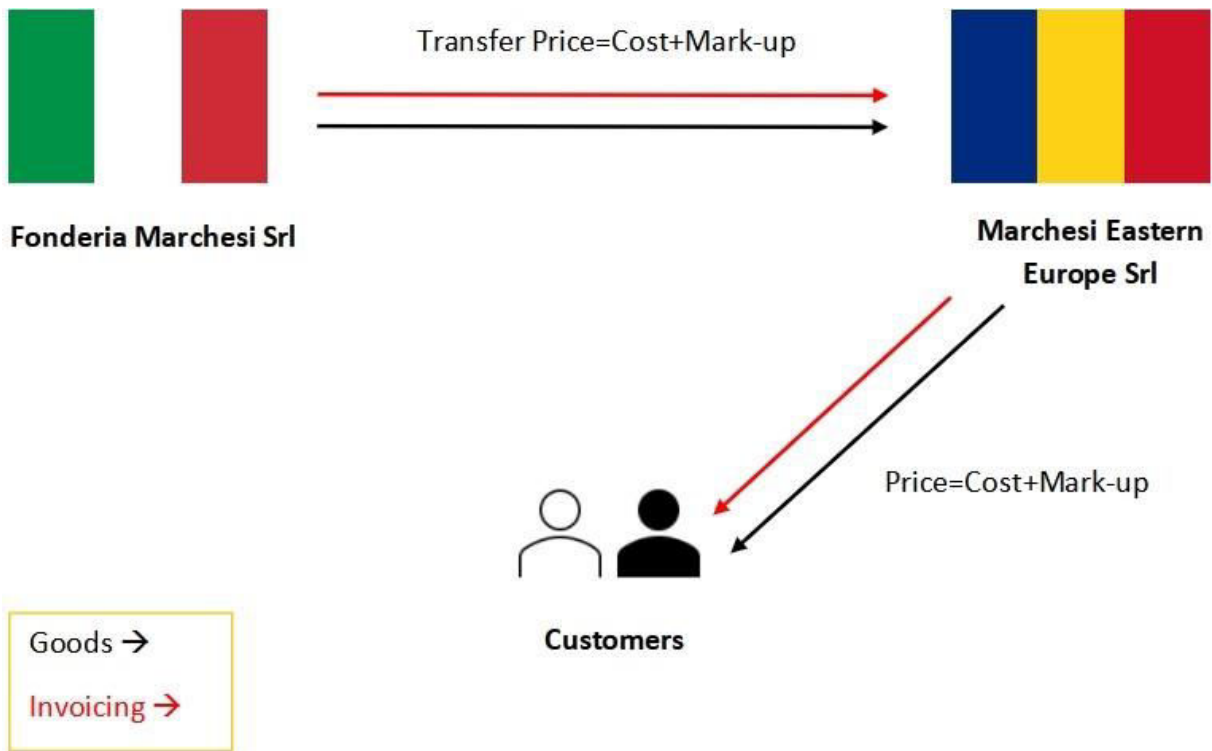 Transfer Price=Cost+Mark-up
Fonderia Marchesi Srl
Marchesi Eastern
Europe Srl
Price=Cost+Mark-up
Customers
Goods →
Invoicing →